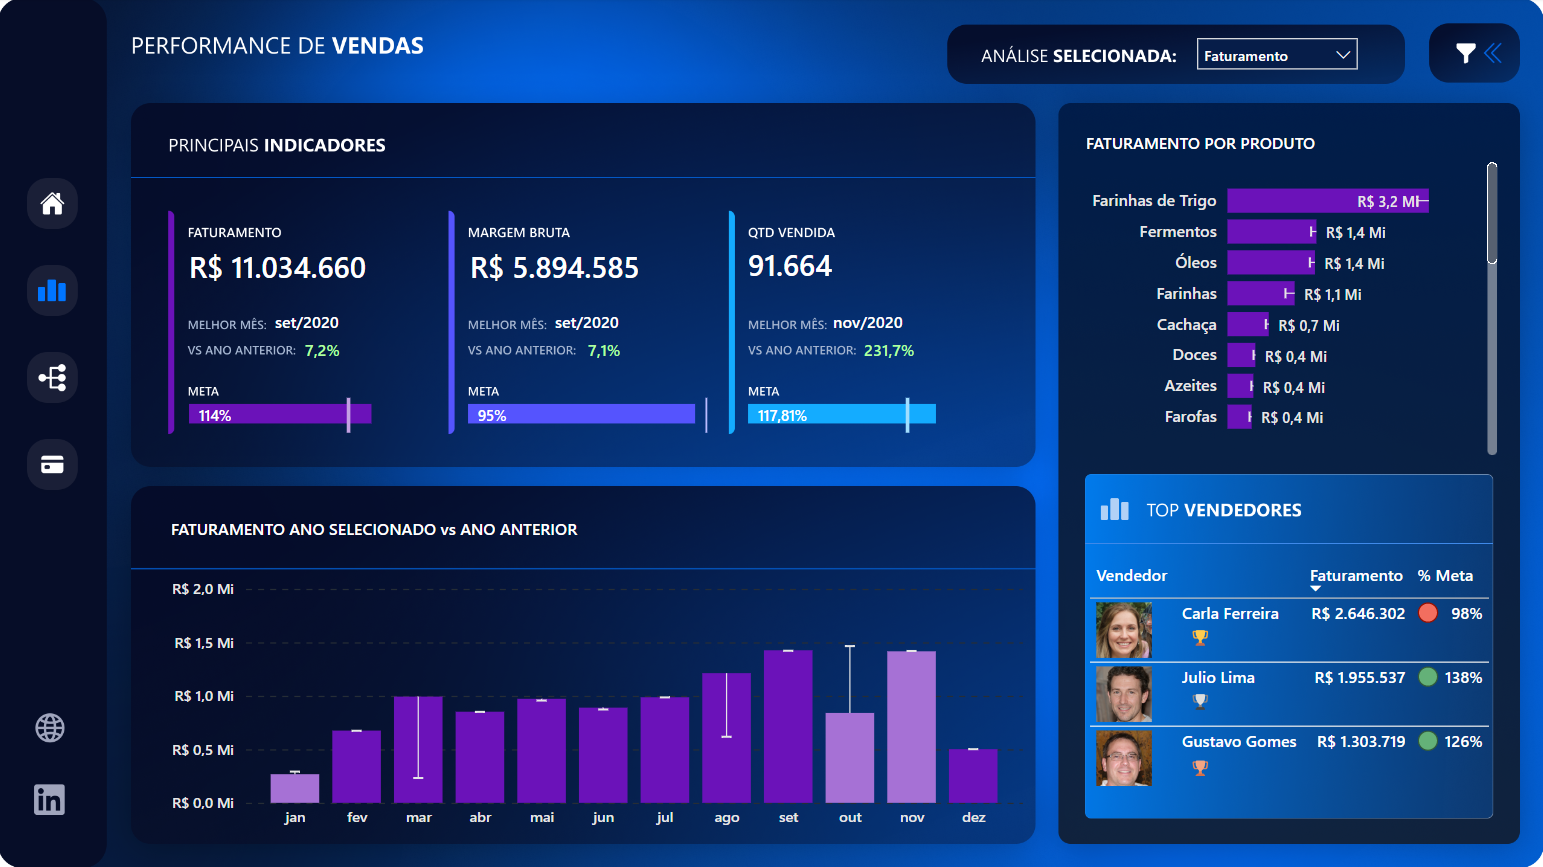 PERFORMANCE DE VENDAS
ANÁLISE SELECIONADA:
Faturamento
PRINCIPAIS INDICADORES
FATURAMENTO
R$ 11.034.660
MELHOR MÊS: set/2020
VS ANO ANTERIOR: 7,2%
META
114%
MARGEM BRUTA
R$ 5.894.585
MELHOR MÊS: set/2020
VS ANO ANTERIOR: 7,1%
META
95%
QTD VENDIDA
91.664
MELHOR MÊS: nov/2020
VS ANO ANTERIOR: 231,7%
META
117,81%
FATURAMENTO ANO SELECIONADO vs ANO ANTERIOR
R$ 2,0 Mi
R$ 1,5 Mi
R$ 1,0 Mi
R$ 0,5 Mi
R$ 0,0 Mi
jan fev mar abr mai jun jul ago set out nov dez
FATURAMENTO POR PRODUTO
Farinhas de Trigo R$ 3,2 Mi
Fermentos R$ 1,4 Mi
Óleos R$ 1,4 Mi
Farinhas R$ 1,1 Mi
Cachaça R$ 0,7 Mi
Doces R$ 0,4 Mi
Azeites R$ 0,4 Mi
Farofas R$ 0,4 Mi
TOP VENDEDORES
Vendedor Faturamento % Meta
Carla Ferreira R$ 2.646.302 98%
Julio Lima R$ 1.955.537 138%
Gustavo Gomes R$ 1.303.719 126%
in